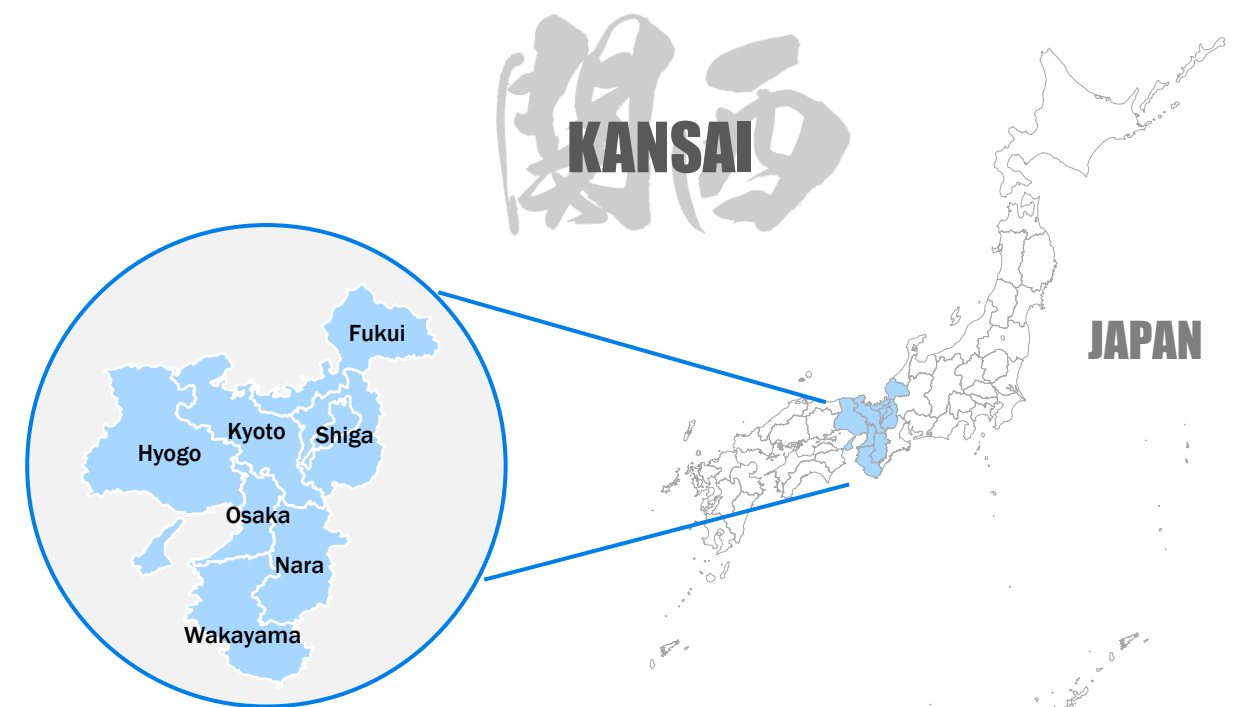 関西
KANSAI
JAPAN
Fukui
Kyoto
Shiga
Hyogo
Osaka
Nara
Wakayama